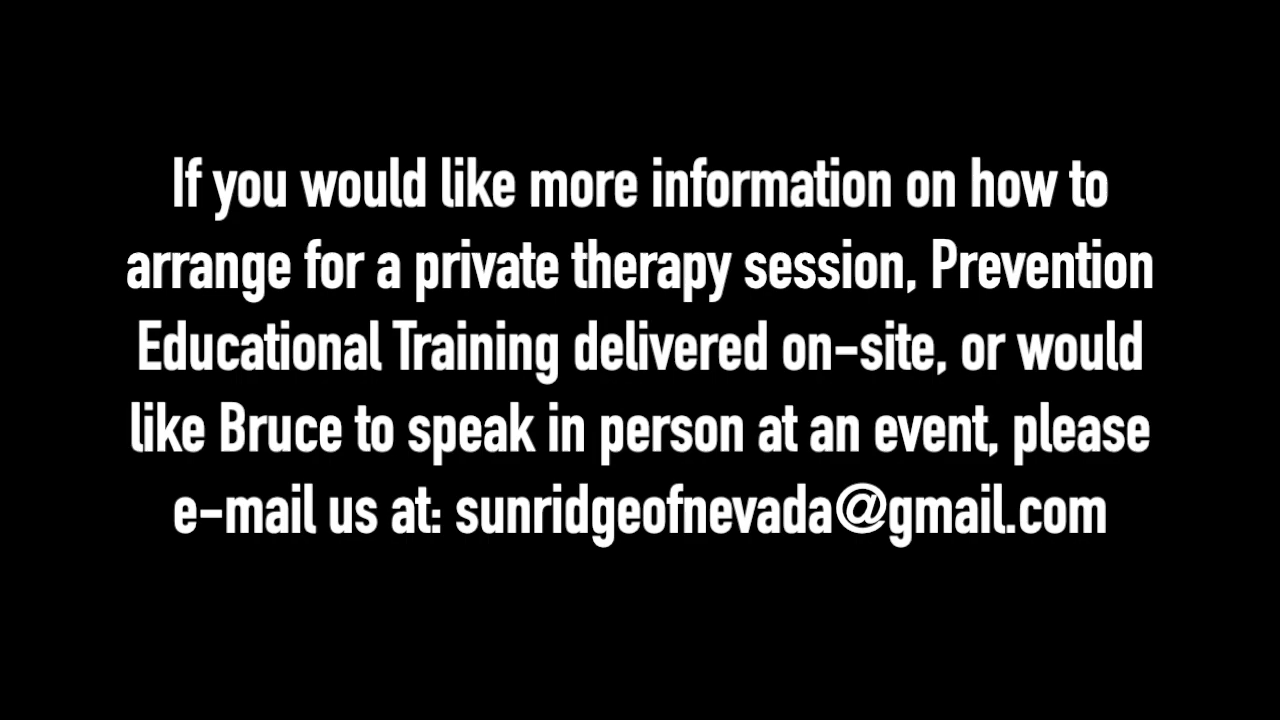 If you would like more information on how to
arrange for a private therapy session, Prevention
Educational Training delivered on-site, or would
like Bruce to speak in person at an event, please
e-mail us at: sunridgeofnevada@gmail.com